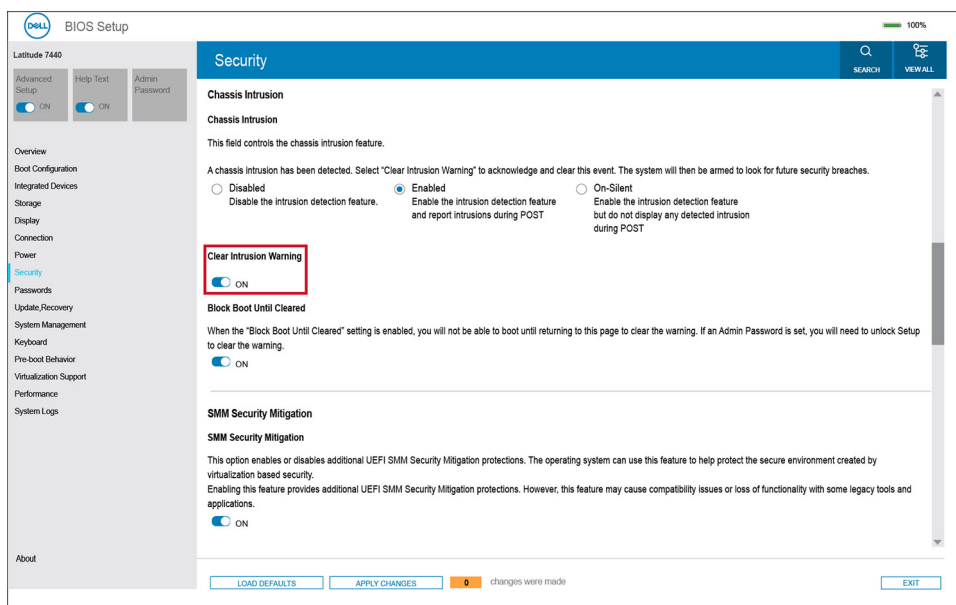 DELL
BIOS Setup
100%
Latitude 7440
Advanced Setup
ON
Help Text
ON
Admin Password
Security
SEARCH
VIEW ALL
Overview
Boot Configuration
Integrated Devices
Storage
Display
Connection
Power
Security
Passwords
Update,Recovery
System Management
Keyboard
Pre-boot Behavior
Virtualization Support
Performance
System Logs
About
Chassis Intrusion
Chassis Intrusion
This field controls the chassis intrusion feature.
A chassis intrusion has been detected. Select "Clear Intrusion Warning" to acknowledge and clear this event. The system will then be armed to look for future security breaches.
Disabled
Disable the intrusion detection feature.
Enabled
Enable the intrusion detection feature
and report intrusions during POST
On-Silent
Enable the intrusion detection feature
but do not display any detected intrusion
during POST
Clear Intrusion Warning
ON
Block Boot Until Cleared
When the "Block Boot Until Cleared" setting is enabled, you will not be able to boot until returning to this page to clear the warning. If an Admin Password is set, you will need to unlock Setup
to clear the warning.
ON
SMM Security Mitigation
SMM Security Mitigation
This option enables or disables additional UEFI SMM Security Mitigation protections. The operating system can use this feature to help protect the secure environment created by
virtualization based security.
Enabling this feature provides additional UEFI SMM Security Mitigation protections. However, this feature may cause compatibility issues or loss of functionality with some legacy tools and
applications.
ON
LOAD DEFAULTS
APPLY CHANGES
0
changes were made
EXIT